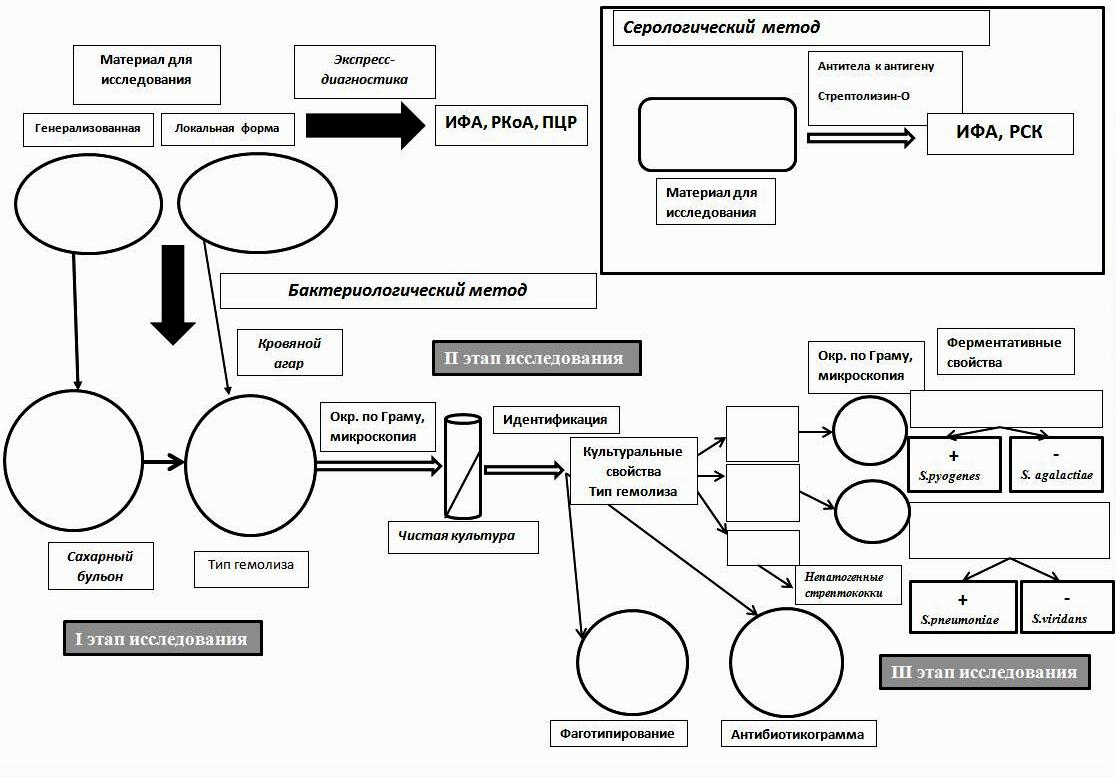 Серологический метод
Материал для
исследования
Экспресс-
диагностика
Антитела к антигену
Стрептолизин-О
Генерализованная
Локальная форма
ИФА, РКоА, ПЦР
ИФА, РСК
Материал для
исследования
Бактериологический метод
Кровяной
агар
II этап исследования
Окр. по Граму,
микроскопия
Ферментативные
свойства
Окр. по Граму,
микроскопия
Идентификация
Культуральные
свойства
Тип гемолиза
+
S.pyogenes
-
S. agalactiae
Чистая культура
Сахарный
бульон
Тип гемолиза
Непатогенные
стрептококки
+
S.pneumoniae
-
S.viridans
I этап исследования
III этап исследования
Фаготипирование
Антибиотикограмма